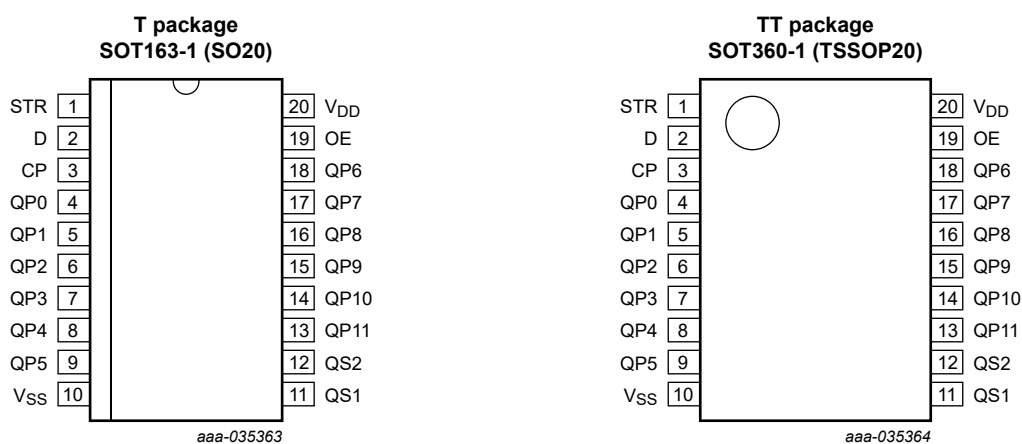 T package
SOT163-1 (SO20)
STR 1 20 VDD
D 2 19 OE
CP 3 18 QP6
QP0 4 17 QP7
QP1 5 16 QP8
QP2 6 15 QP9
QP3 7 14 QP10
QP4 8 13 QP11
QP5 9 12 QS2
VSS 10 11 QS1
aaa-035363
TT package
SOT360-1 (TSSOP20)
STR 1 20 VDD
D 2 19 OE
CP 3 18 QP6
QP0 4 17 QP7
QP1 5 16 QP8
QP2 6 15 QP9
QP3 7 14 QP10
QP4 8 13 QP11
QP5 9 12 QS2
VSS 10 11 QS1
aaa-035364